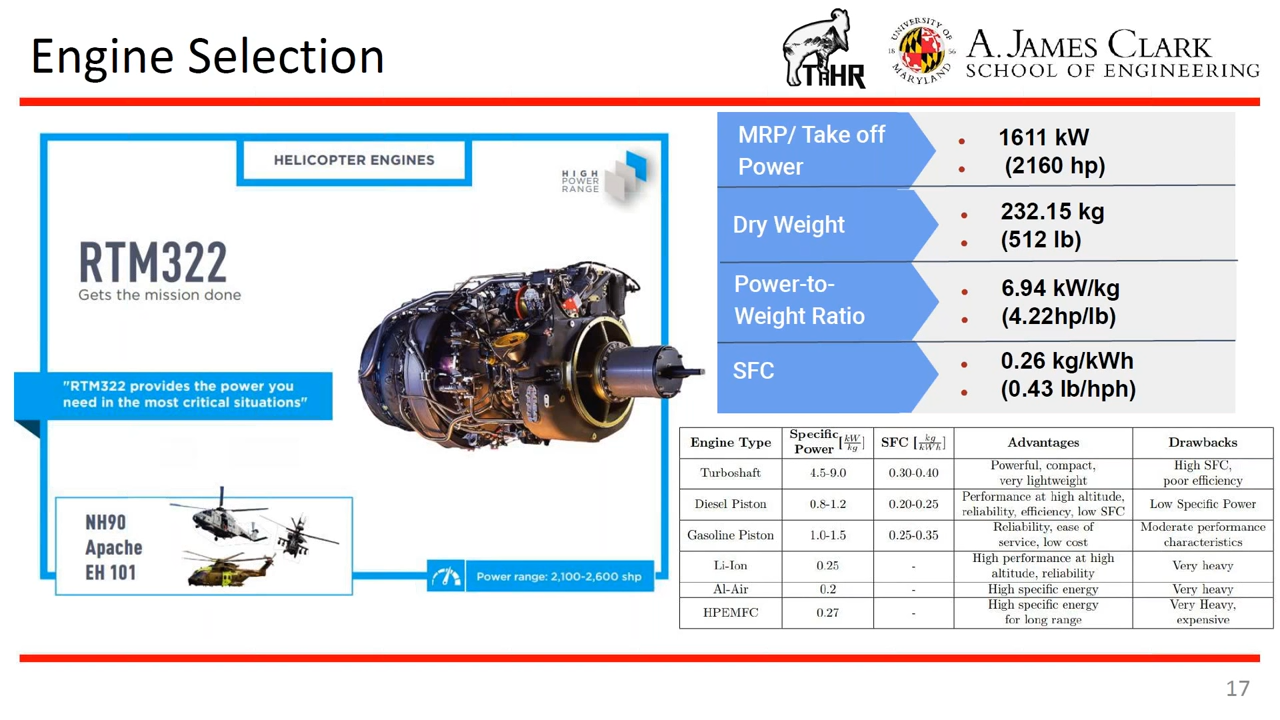 Engine Selection
TAHR
UNIVERSITY OF
18 56
MARYLAND
A. JAMES CLARK
SCHOOL OF ENGINEERING
HELICOPTER ENGINES
HIGH
POWER
RANGE
RTM322
Gets the mission done
"RTM322 provides the power you
need in the most critical situations"
NH90
Apache
EH 101
Power range: 2,100-2,600 shp
MRP/ Take off
Power
• 1611 kW
• (2160 hp)
Dry Weight
• 232.15 kg
• (512 lb)
Power-to-
Weight Ratio
• 6.94 kW/kg
• (4.22hp/lb)
SFC
• 0.26 kg/kWh
• (0.43 lb/hph)
Engine Type Specific Power [kW/kg] SFC [kg/kWh] Advantages Drawbacks
Turboshaft 4.5-9.0 0.30-0.40 Powerful, compact, very lightweight High SFC, poor efficiency
Diesel Piston 0.8-1.2 0.20-0.25 Performance at high altitude, reliability, efficiency, low SFC Low Specific Power
Gasoline Piston 1.0-1.5 0.25-0.35 Reliability, ease of service, low cost Moderate performance characteristics
Li-Ion 0.25 - High performance at high altitude, reliability Very heavy
Al-Air 0.2 - High specific energy Very heavy
HPEMFC 0.27 - High specific energy for long range Very Heavy, expensive
17